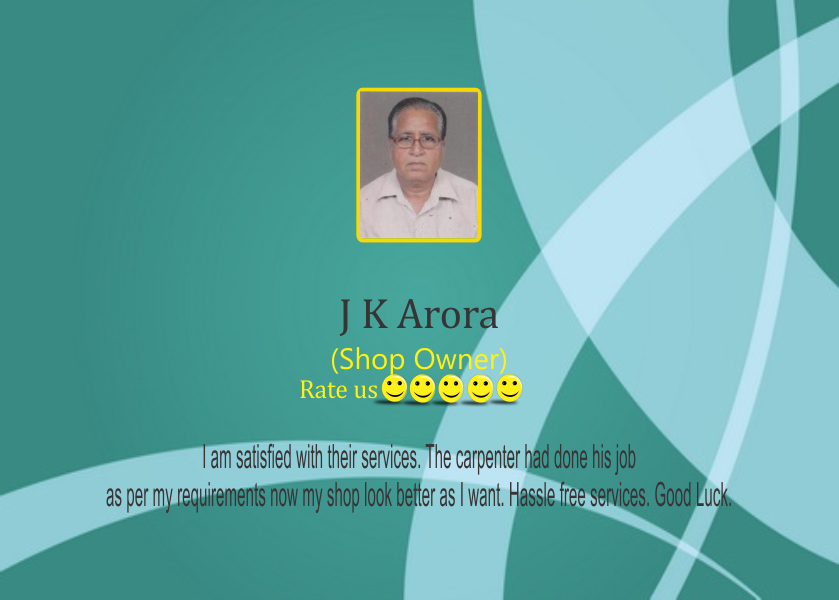 J K Arora
(Shop Owner)
Rate us
I am satisfied with their services. The carpenter had done his job
as per my requirements now my shop look better as I want. Hassle free services. Good Luck.